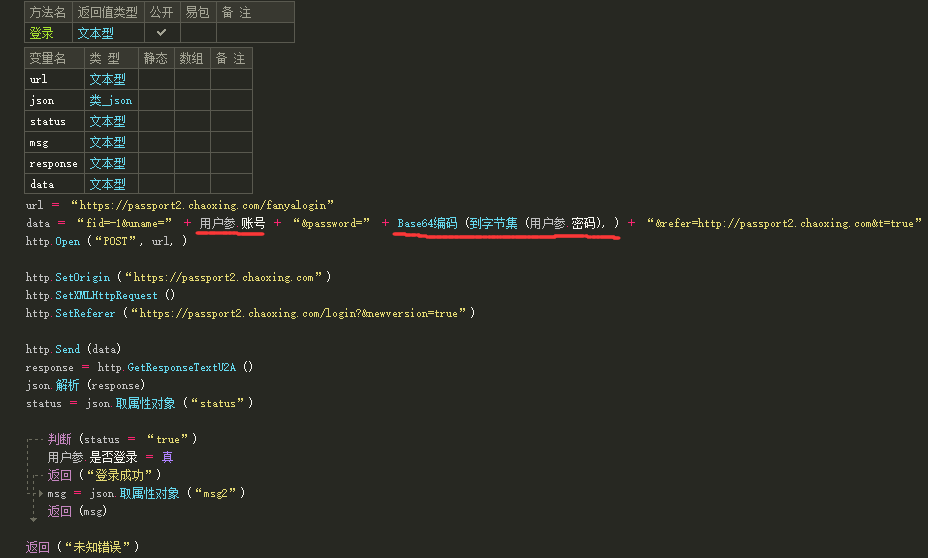 方法名 返回值类型 公开 易包 备 注
登录 文本型 ✓
变量名 类 型 静态 数组 备 注
url 文本型
json 类_json
status 文本型
msg 文本型
response 文本型
data 文本型
url = “https://passport2.chaoxing.com/fanyalogin”
data = “fid=-1&uname=” + 用户参.账号 + “&password=” + Base64编码 (到字节集 (用户参.密码), ) + “&refer=http://passport2.chaoxing.com&t=true”
http.Open (“POST”, url, )
http.SetOrigin (“https://passport2.chaoxing.com”)
http.SetXMLHttpRequest ()
http.SetReferer (“https://passport2.chaoxing.com/login?&newversion=true”)
http.Send (data)
response = http.GetResponseTextU2A ()
json.解析 (response)
status = json.取属性对象 (“status”)
判断 (status = “true”)
用户参.是否登录 = 真
返回 (“登录成功”)
msg = json.取属性对象 (“msg2”)
返回 (msg)
返回 (“未知错误”)